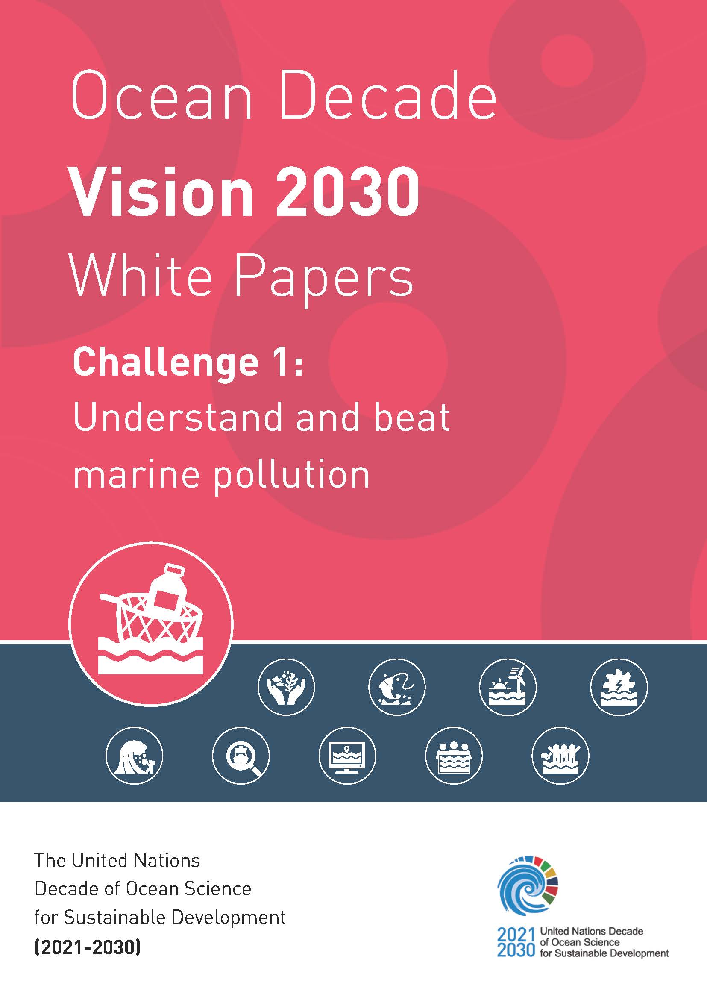 Ocean Decade
Vision 2030
White Papers
Challenge 1:
Understand and beat
marine pollution
The United Nations
Decade of Ocean Science
for Sustainable Development
(2021-2030)
2021
2030
United Nations Decade
of Ocean Science
for Sustainable Development